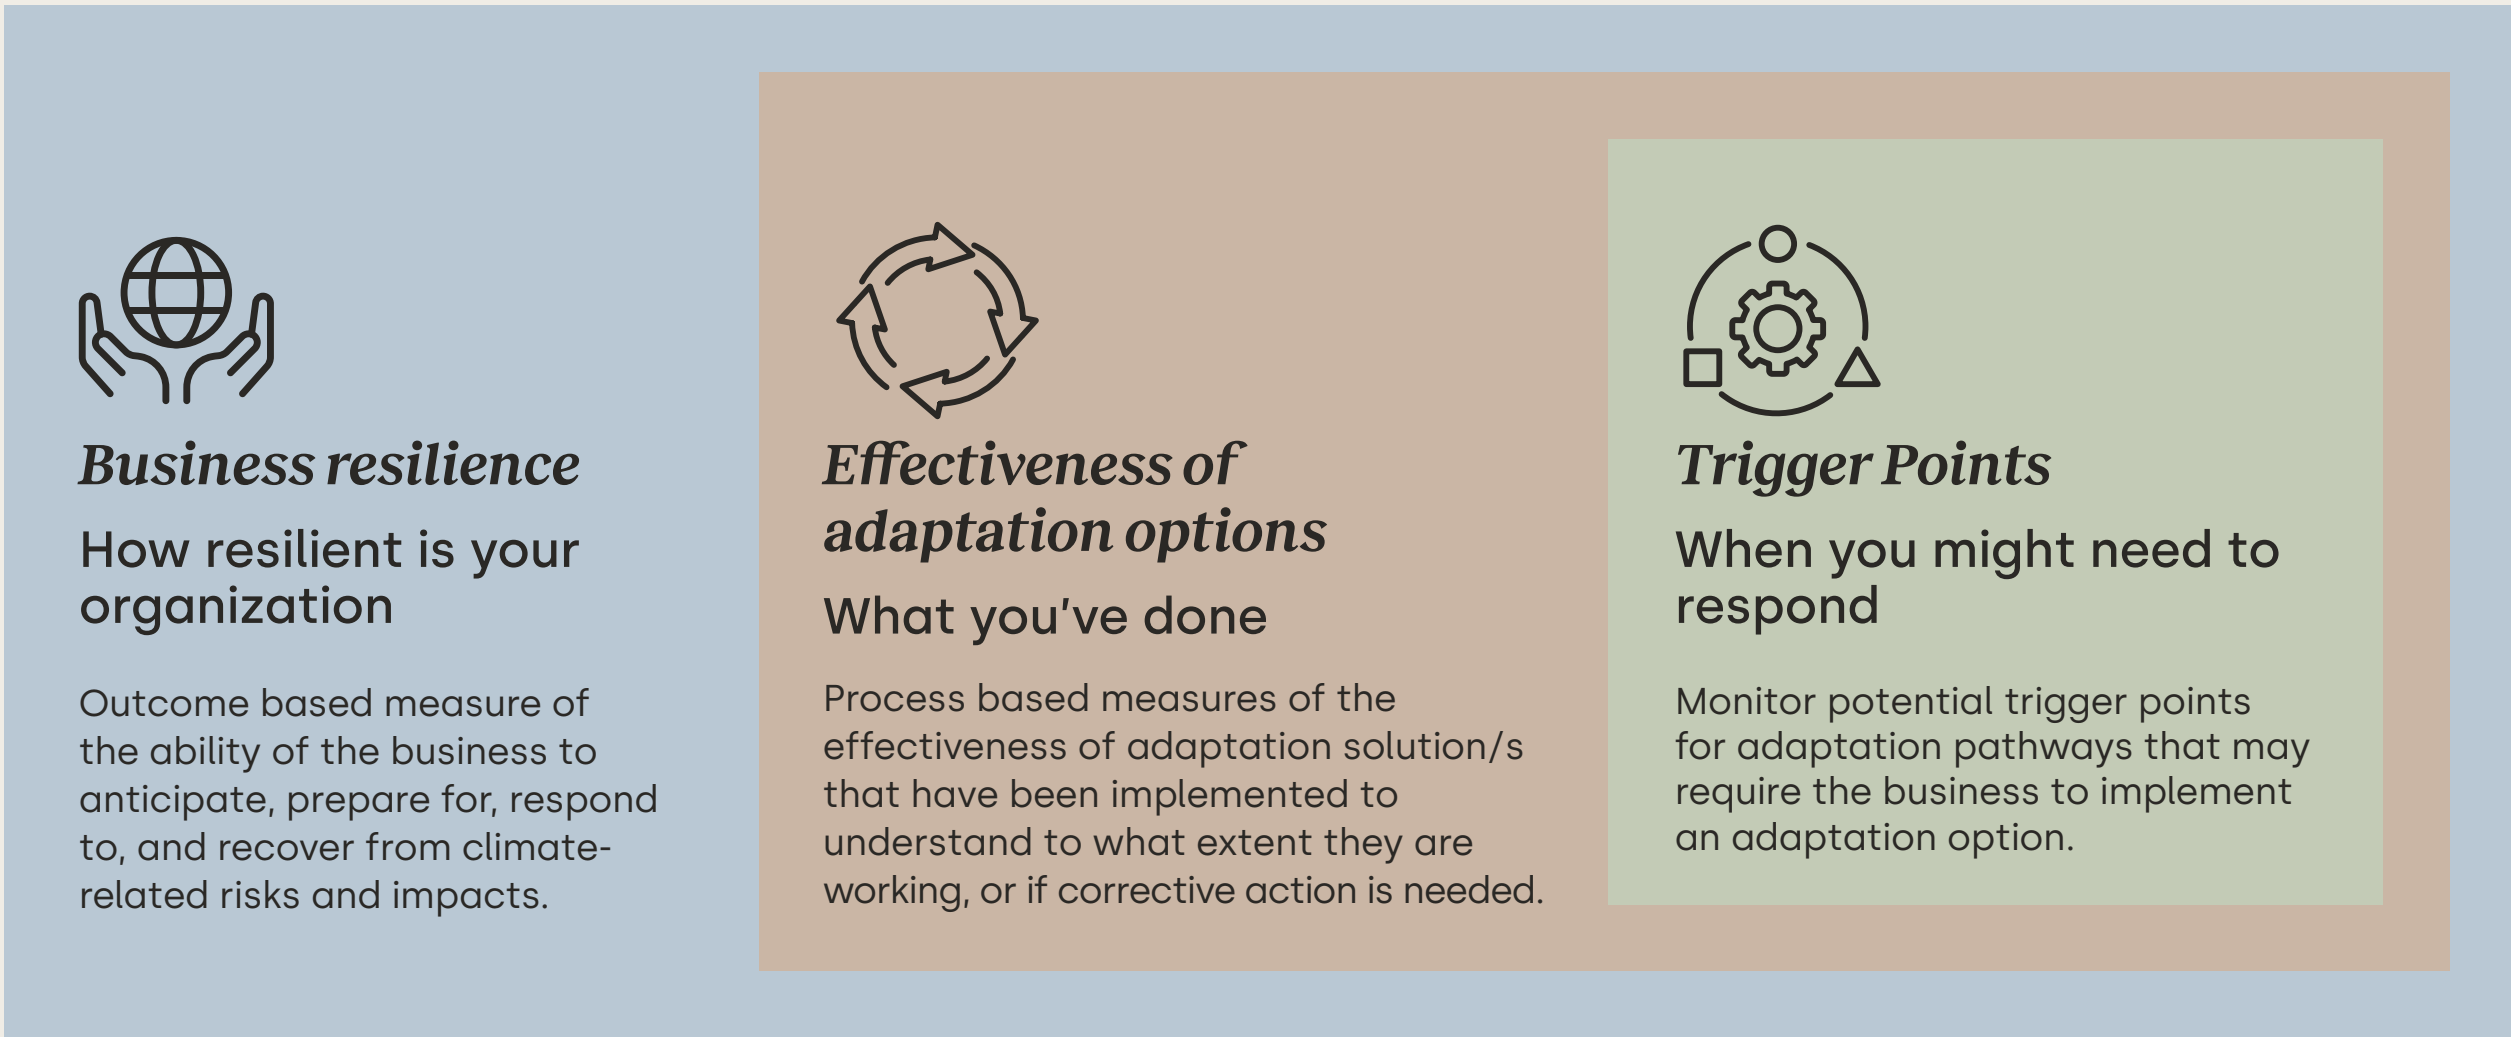 Business resilience
How resilient is your
organization
Outcome based measure of
the ability of the business to
anticipate, prepare for, respond
to, and recover from climate-
related risks and impacts.
Effectiveness of
adaptation options
What you've done
Process based measures of the
effectiveness of adaptation solution/s
that have been implemented to
understand to what extent they are
working, or if corrective action is needed.
Trigger Points
When you might need to
respond
Monitor potential trigger points
for adaptation pathways that may
require the business to implement
an adaptation option.